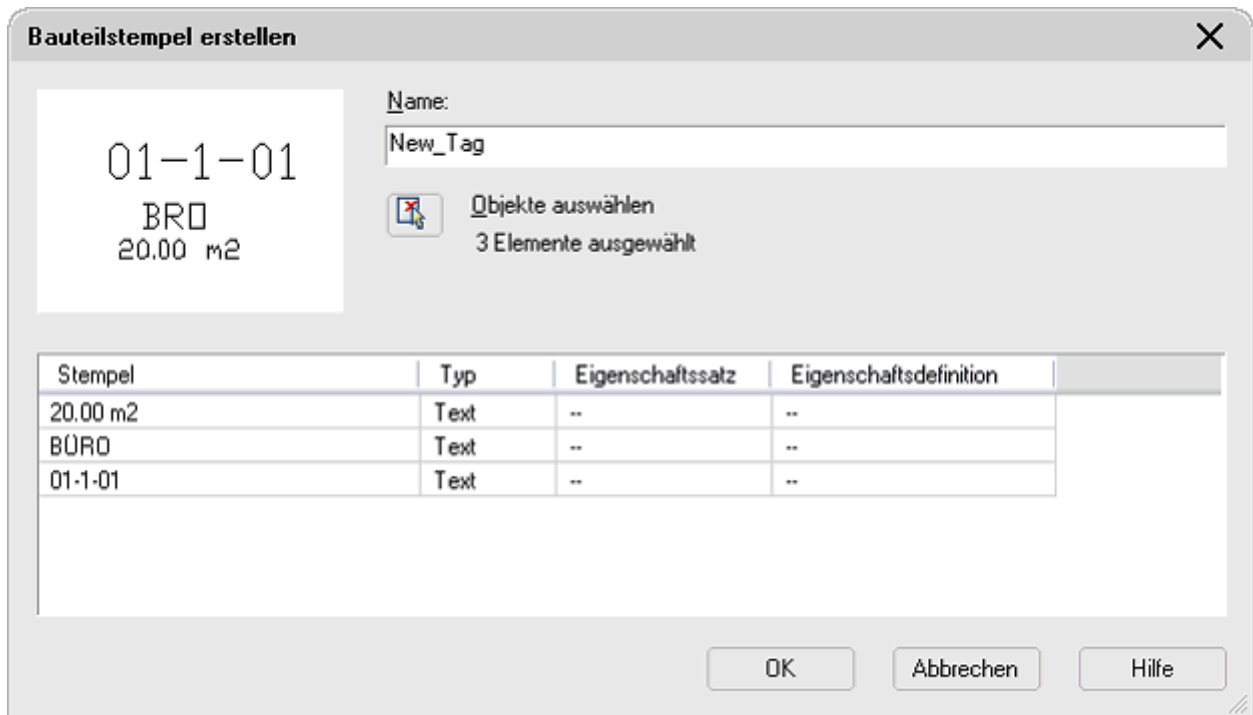 Bauteilstempel erstellen
Name:
New_Tag
01-1-01
BRO
20.00 m2
Objekte auswählen
3 Elemente ausgewählt
Stempel Typ Eigenschaftssatz Eigenschaftsdefinition
20.00 m2 Text -- --
BÜRO Text -- --
01-1-01 Text -- --
OK Abbrechen Hilfe